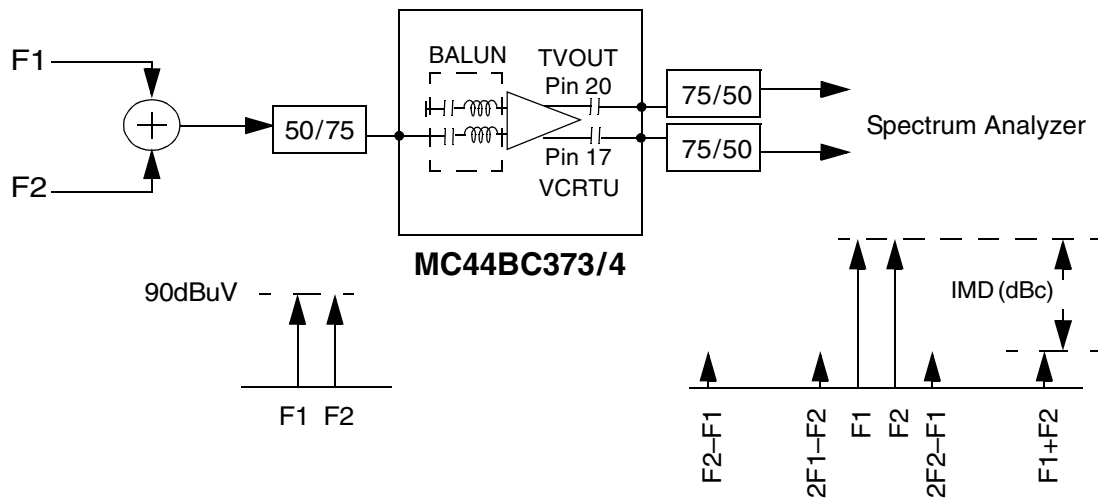 F1
F2
+
50/75
BALUN
TVOUT
Pin 20
Pin 17
VCRTU
75/50
75/50
Spectrum Analyzer
MC44BC373/4
90dBuV
F1 F2
IMD (dBc)
F2–F1
2F1–F2
F1
F2
2F2–F1
F1+F2